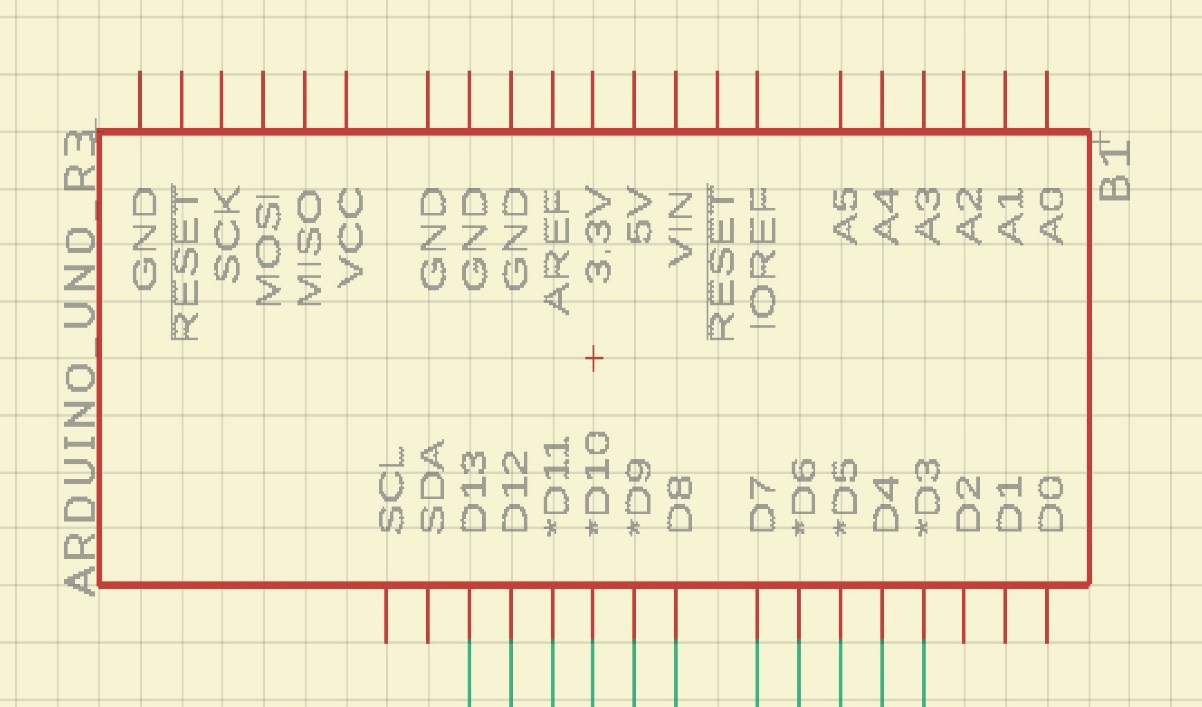 ARDUINO_UNO_R3
B1
GND
RESET
SCK
MOSI
MISO
VCC
GND
GND
GND
AREF
3.3V
5V
VIN
RESET
IOREF
A5
A4
A3
A2
A1
A0
SCL
SDA
D13
D12
*D11
*D10
*D9
D8
D7
*D6
*D5
D4
*D3
D2
D1
D0